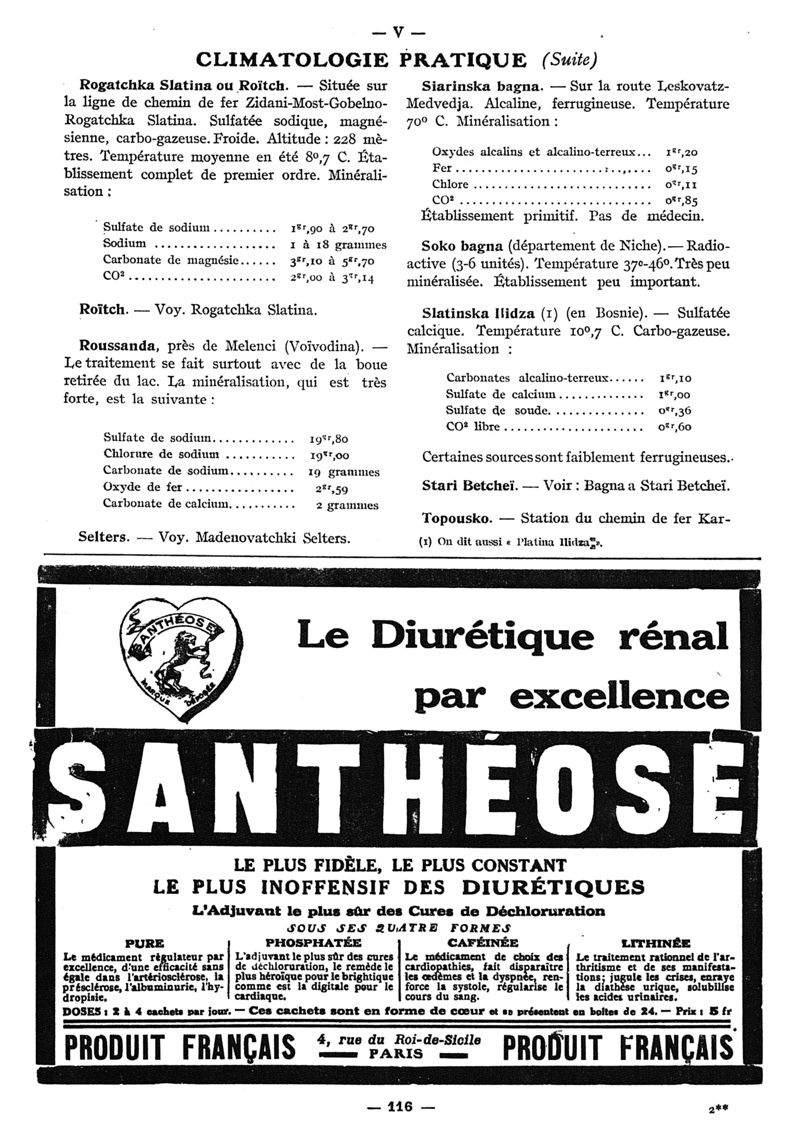 — V —
CLIMATOLOGIE PRATIQUE (Suite)
Rogatchka Slatina ou Roïtch. — Située sur
la ligne de chemin de fer Zidani-Most-Gobelno-
Rogatchka Slatina. Sulfatée sodique, magné-
sienne, carbo-gazeuse. Froide. Altitude : 228 mè-
tres. Température moyenne en été 8°,7 C. Éta-
blissement complet de premier ordre. Minérali-
sation :
Sulfate de sodium .......... 1gr,90 à 2gr,70
Sodium ................... 1 à 18 grammes
Carbonate de magnésie...... 3gr,10 à 5gr,70
CO² ....................... 2gr,00 à 3gr,14
Roïtch. — Voy. Rogatchka Slatina.
Roussanda, près de Melenci (Voïvodina). —
Le traitement se fait surtout avec de la boue
retirée du lac. La minéralisation, qui est très
forte, est la suivante :
Sulfate de sodium............. 19gr,80
Chlorure de sodium ........... 19gr,00
Carbonate de sodium.......... 19 grammes
Oxyde de fer ................. 2gr,59
Carbonate de calcium........... 2 grammes
Selters. — Voy. Madenovatchki Selters.
Siarinska bagna. — Sur la route Leskovatz-
Medvedja. Alcaline, ferrugineuse. Température
70° C. Minéralisation :
Oxydes alcalins et alcalino-terreux... 1gr,20
Fer ............................. 0gr,15
Chlore ............................ 0gr,11
CO² .............................. 0gr,85
Établissement primitif. Pas de médecin.
Soko bagna (département de Niche). — Radio-
active (3-6 unités). Température 37°-46°. Très peu
minéralisée. Établissement peu important.
Slatinska Ilidza (1) (en Bosnie). — Sulfatée
calcique. Température 10°,7 C. Carbo-gazeuse.
Minéralisation :
Carbonates alcalino-terreux...... 1gr,10
Sulfate de calcium .............. 1gr,00
Sulfate de soude............... 0gr,36
CO² libre ...................... 0gr,60
Certaines sources sont faiblement ferrugineuses.
Stari Betcheï. — Voir : Bagna a Stari Betcheï.
Topousko. — Station du chemin de fer Kar-
(1) On dit aussi « Platina Ilidza ».
SANTHÉOSE
MARQUE DÉPOSÉE
Le Diurétique rénal
par excellence
SANTHÉOSE
LE PLUS FIDÈLE, LE PLUS CONSTANT
LE PLUS INOFFENSIF DES DIURÉTIQUES
L'Adjuvant le plus sûr des Cures de Déchloruration
SOUS SES QUATRE FORMES
PURE
Le médicament régulateur par
excellence, d'une efficacité sans
égale dans l'artériosclérose, la
présclérose, l'albuminurie, l'hy-
dropisie.
PHOSPHATÉE
L'adjuvant le plus sûr des cures
de déchloruration, le remède le
plus héroïque pour le brightique
comme est la digitale pour le
cardiaque.
CAFÉINÉE
Le médicament de choix des
cardiopathies, fait disparaître
les œdèmes et la dyspnée, ren-
force la systole, régularise le
cours du sang.
LITHINÉE
Le traitement rationnel de l'ar-
thritisme et de ses manifesta-
tions ; jugule les crises, enraye
la diathèse urique, solubilise
les acides urinaires.
DOSES : 2 à 4 cachets par jour. — Ces cachets sont en forme de cœur et se présentent en boîtes de 24. — Prix : 5 fr
PRODUIT FRANÇAIS
4, rue du Roi-de-Sicile
— PARIS —
PRODUIT FRANÇAIS
— 116 —
2**